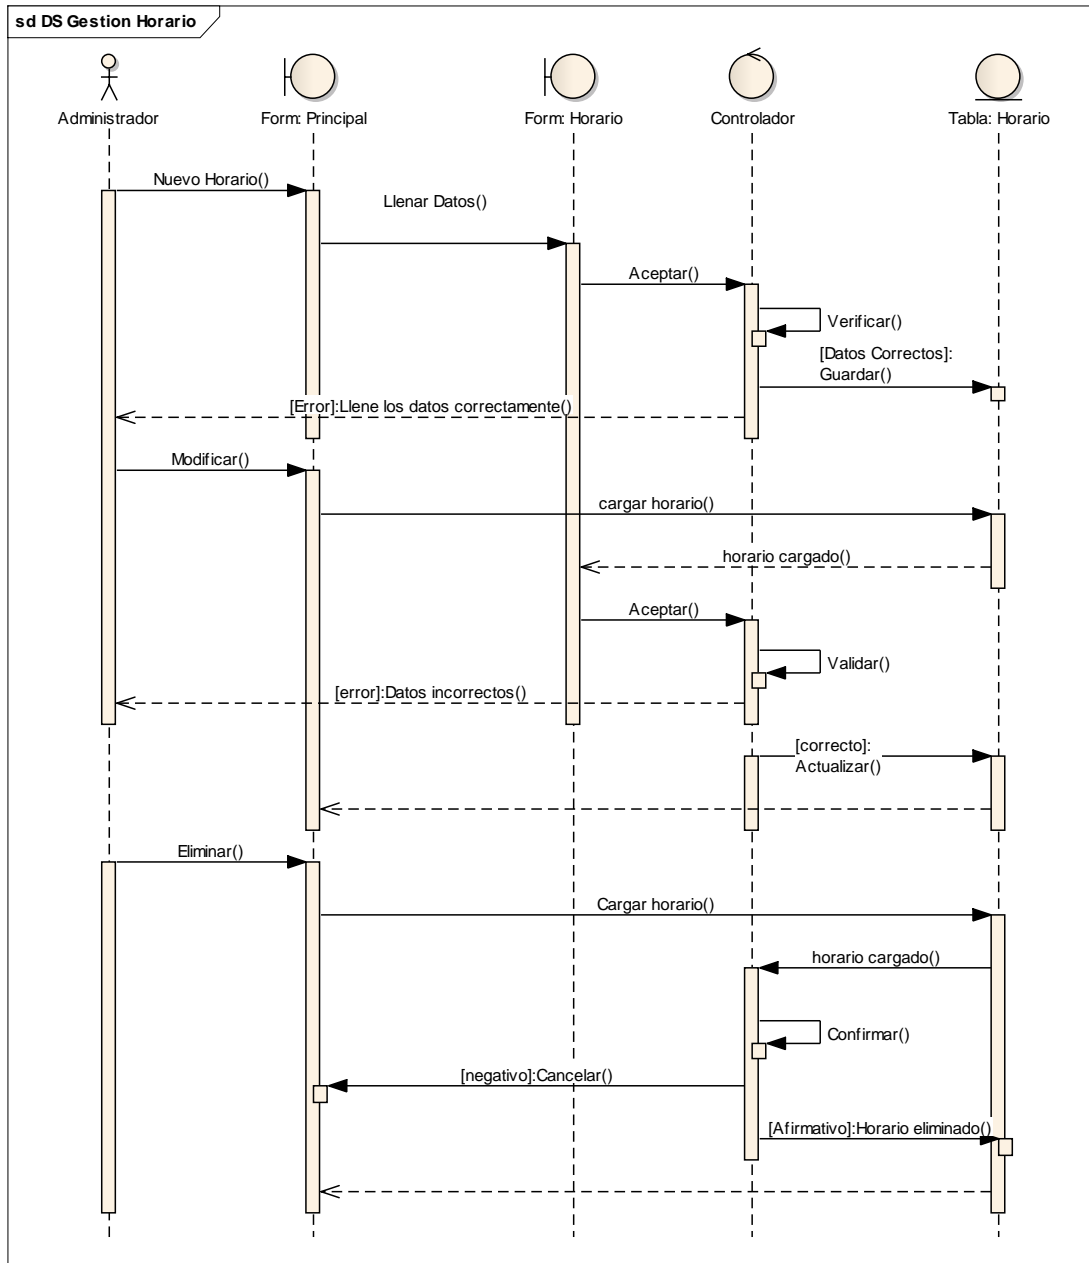 sd DS Gestion Horario
Administrador
Form: Principal
Form: Horario
Controlador
Tabla: Horario
Nuevo Horario()
Llenar Datos()
Aceptar()
Verificar()
[Datos Correctos]:
Guardar()
[Error]:Llene los datos correctamente()
Modificar()
cargar horario()
horario cargado()
Aceptar()
Validar()
[error]:Datos incorrectos()
[correcto]:
Actualizar()
Eliminar()
Cargar horario()
horario cargado()
Confirmar()
[negativo]:Cancelar()
[Afirmativo]:Horario eliminado()